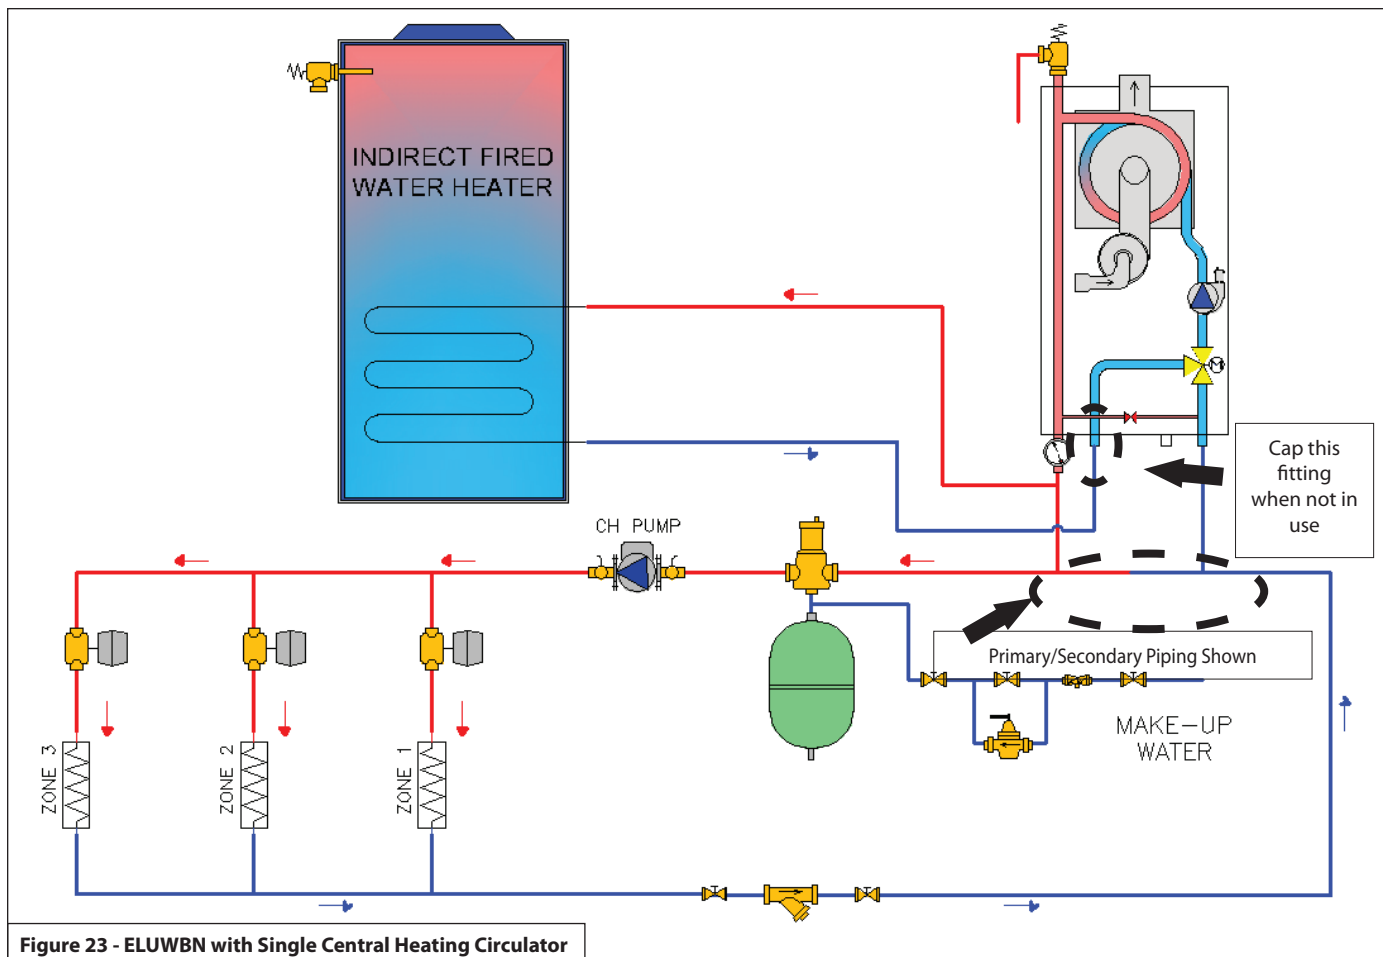 INDIRECT FIRED
WATER HEATER
M
Cap this
fitting
when not in
use
CH PUMP
Primary/Secondary Piping Shown
MAKE-UP
WATER
ZONE 3
ZONE 2
ZONE 1
Figure 23 - ELUWBN with Single Central Heating Circulator